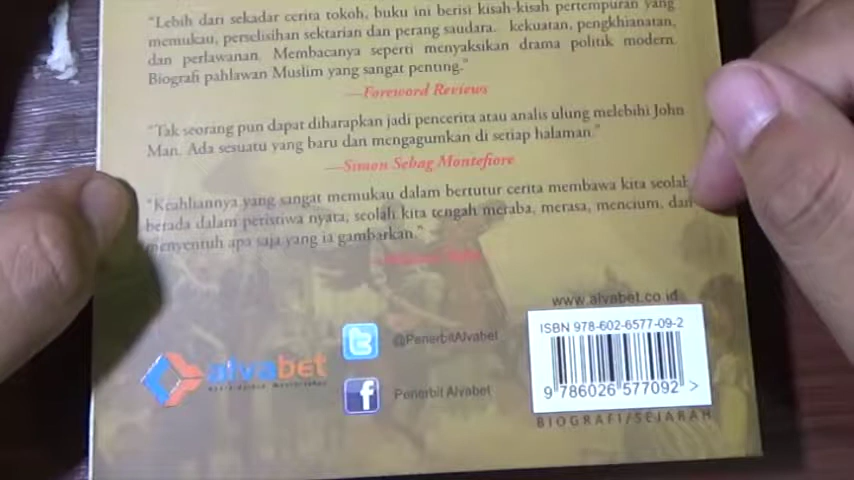 "Lebih dari sekadar cerita tokoh, buku ini berisi kisah-kisah pertempuran yang
memukau, perselisihan sektarian dan perang saudara. kekuatan, pengkhianatan,
dan perlawanan. Membacanya seperti menyaksikan drama politik modern.
Biografi pahlawan Muslim yang sangat penting."
—Foreword Reviews
"Tak seorang pun dapat diharapkan jadi pencerita atau analis ulung melebihi John
Man. Ada sesuatu yang baru dan mengagumkan di setiap halaman."
—Simon Sebag Montefiore
"Keahliannya yang sangat memukau dalam bertutur cerita membawa kita seolah
berada dalam peristiwa nyata, seolah kita tengah meraba, merasa, mencium, dan
menyentuh apa saja yang ia gambarkan."
www.alvabet.co.id
ISBN 978-602-6577-09-2
@PenerbitAlvabet
alvabet
Penerbit Alvabet
9 786026 577092 >
BIOGRAFI/SEJARAH